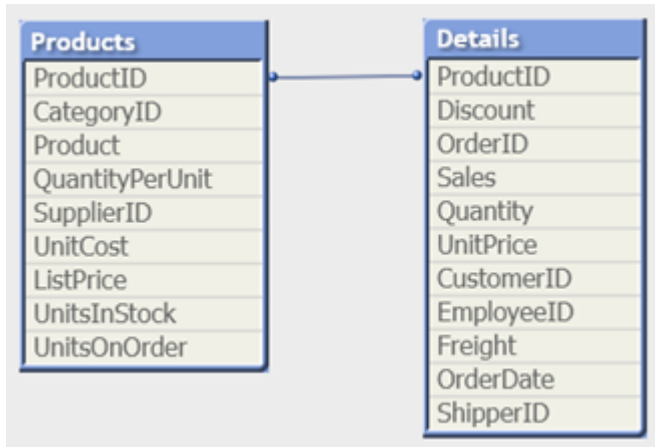 Products
ProductID
CategoryID
Product
QuantityPerUnit
SupplierID
UnitCost
ListPrice
UnitsInStock
UnitsOnOrder
Details
ProductID
Discount
OrderID
Sales
Quantity
UnitPrice
CustomerID
EmployeeID
Freight
OrderDate
ShipperID